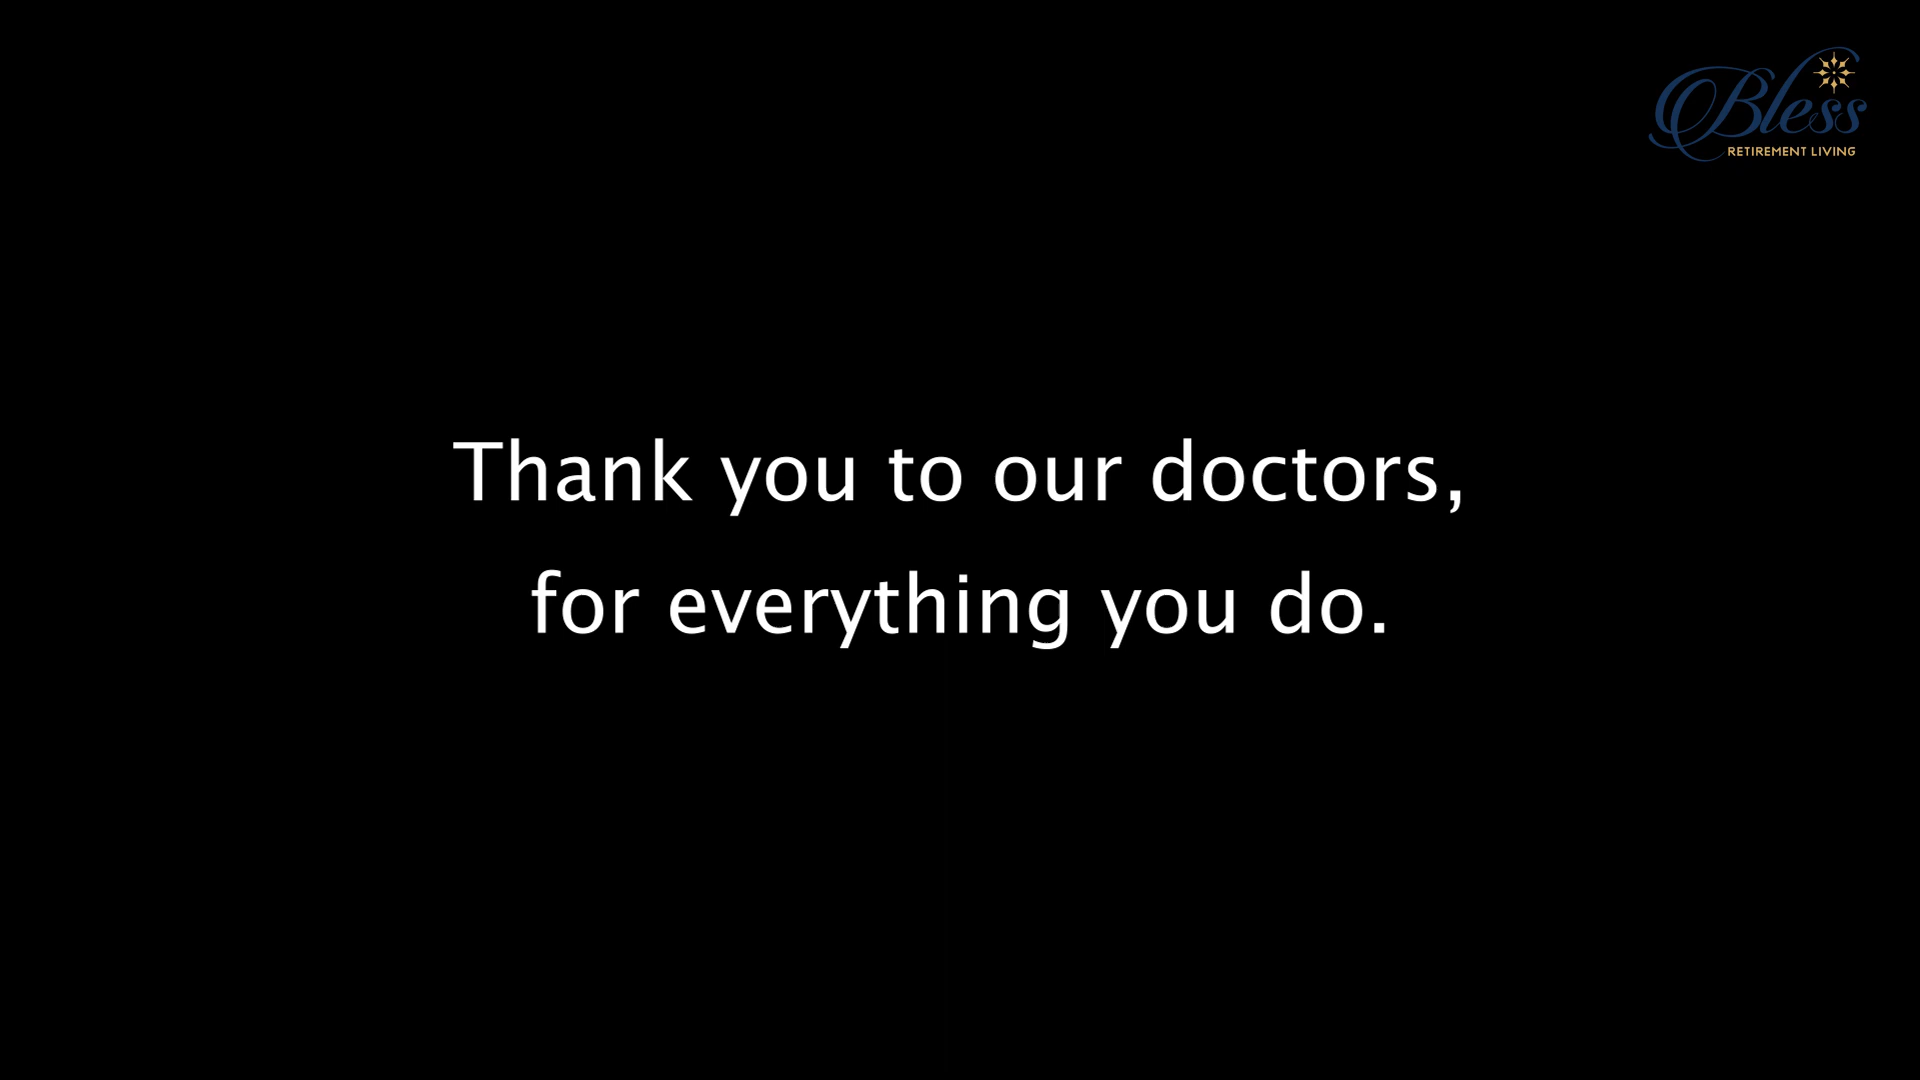 Bless
RETIREMENT LIVING
Thank you to our doctors,
for everything you do.